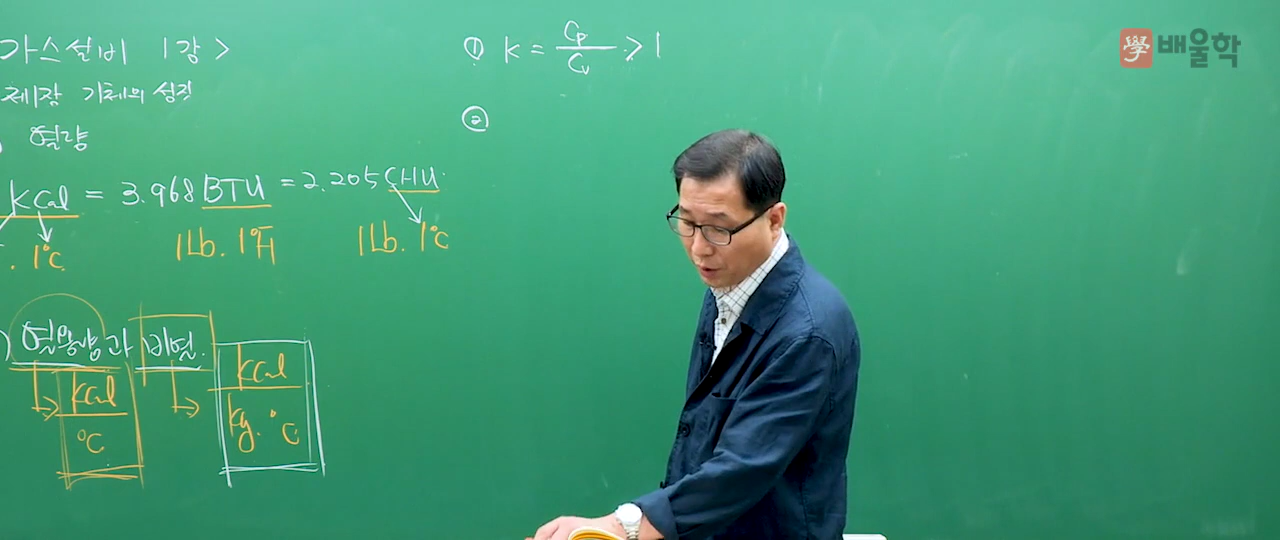 가스설비 1강>
제1장 기체의 성질
열량
kcal = 3.968 BTU = 2.205 CHU
. 1℃ 1Lb. 1℉ 1Lb. 1℃
) 열용량과 비열.
kcal
℃
kcal
kg. ℃
① K = Cp / Cv > 1
②
學 배울학